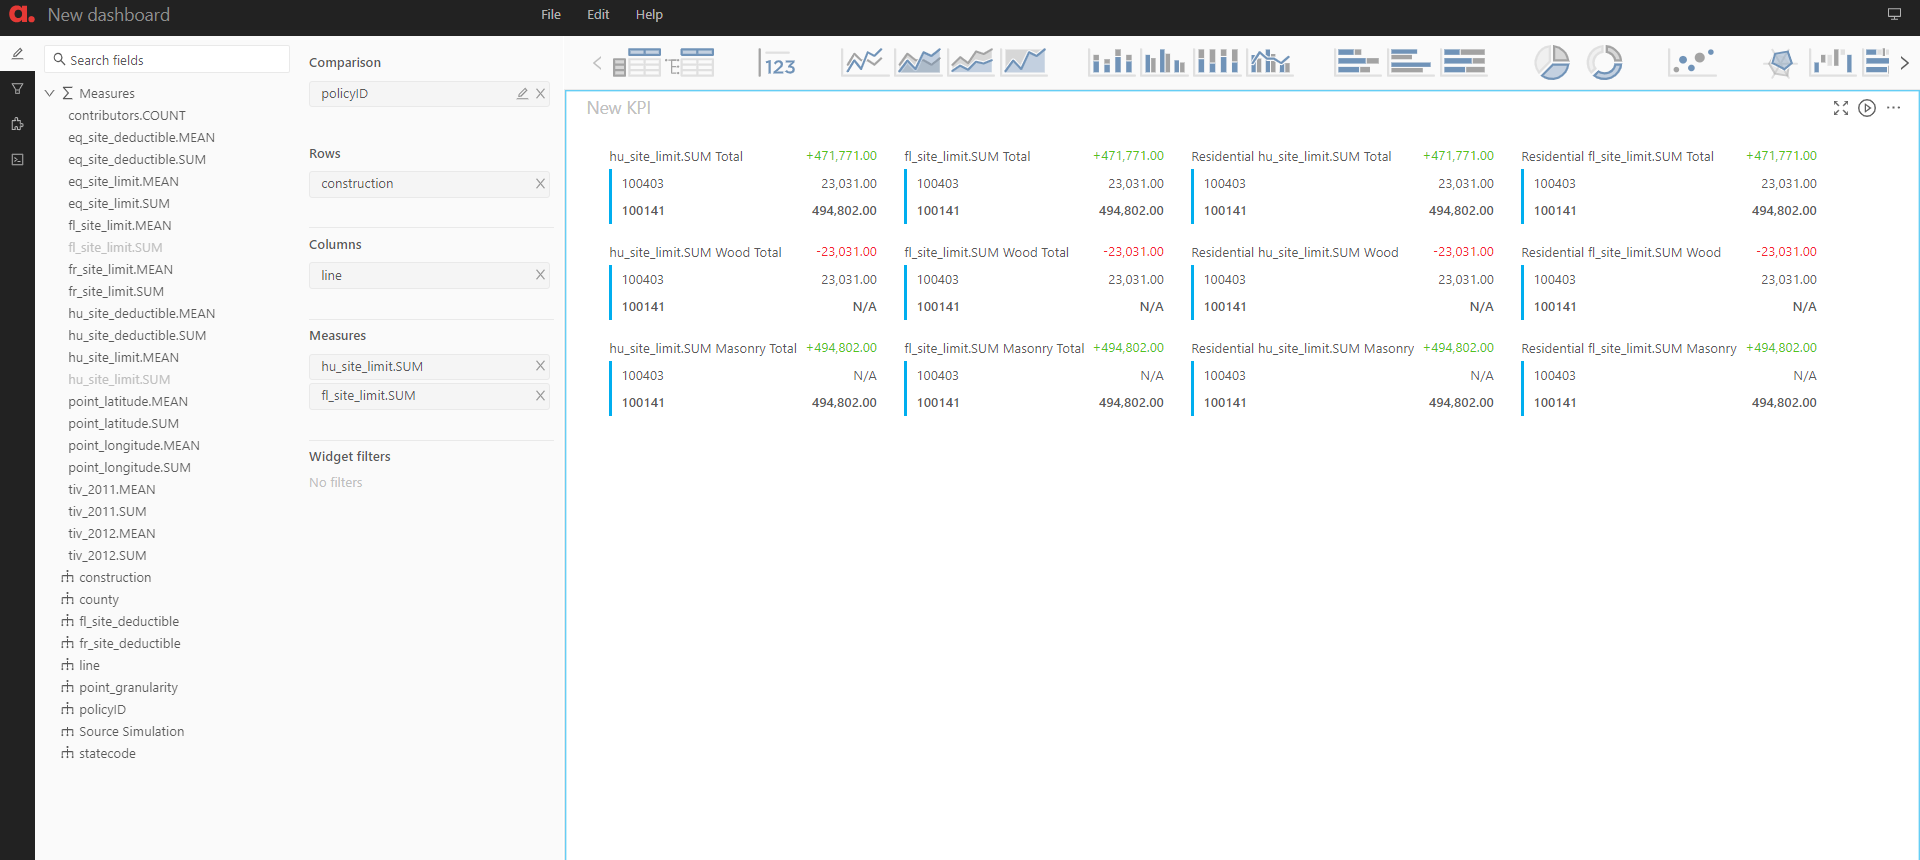 a. New dashboard
File Edit Help
Search fields
Measures
contributors.COUNT
eq_site_deductible.MEAN
eq_site_deductible.SUM
eq_site_limit.MEAN
eq_site_limit.SUM
fl_site_limit.MEAN
fl_site_limit.SUM
fr_site_limit.MEAN
fr_site_limit.SUM
hu_site_deductible.MEAN
hu_site_deductible.SUM
hu_site_limit.MEAN
hu_site_limit.SUM
point_latitude.MEAN
point_latitude.SUM
point_longitude.MEAN
point_longitude.SUM
tiv_2011.MEAN
tiv_2011.SUM
tiv_2012.MEAN
tiv_2012.SUM
construction
county
fl_site_deductible
fr_site_deductible
line
point_granularity
policyID
Source Simulation
statecode
Comparison
policyID
Rows
construction
Columns
line
Measures
hu_site_limit.SUM
fl_site_limit.SUM
Widget filters
No filters
123
New KPI
hu_site_limit.SUM Total +471,771.00
100403 23,031.00
100141 494,802.00
fl_site_limit.SUM Total +471,771.00
100403 23,031.00
100141 494,802.00
Residential hu_site_limit.SUM Total +471,771.00
100403 23,031.00
100141 494,802.00
Residential fl_site_limit.SUM Total +471,771.00
100403 23,031.00
100141 494,802.00
hu_site_limit.SUM Wood Total -23,031.00
100403 23,031.00
100141 N/A
fl_site_limit.SUM Wood Total -23,031.00
100403 23,031.00
100141 N/A
Residential hu_site_limit.SUM Wood -23,031.00
100403 23,031.00
100141 N/A
Residential fl_site_limit.SUM Wood -23,031.00
100403 23,031.00
100141 N/A
hu_site_limit.SUM Masonry Total +494,802.00
100403 N/A
100141 494,802.00
fl_site_limit.SUM Masonry Total +494,802.00
100403 N/A
100141 494,802.00
Residential hu_site_limit.SUM Masonry +494,802.00
100403 N/A
100141 494,802.00
Residential fl_site_limit.SUM Masonry +494,802.00
100403 N/A
100141 494,802.00